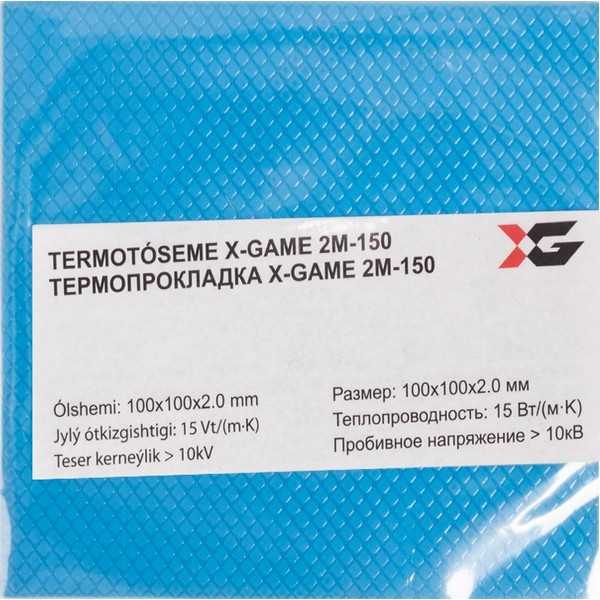 TERMOTÓSEME X-GAME 2M-150
ТЕРМОПРОКЛАДКА X-GAME 2M-150
XG
Ólshemi: 100x100x2.0 mm
Jylý ótkizgishtigi: 15 Vt/(m·K)
Teser kerneýlik > 10kV
Размер: 100x100x2.0 мм
Теплопроводность: 15 Вт/(м·K)
Пробивное напряжение > 10кВ